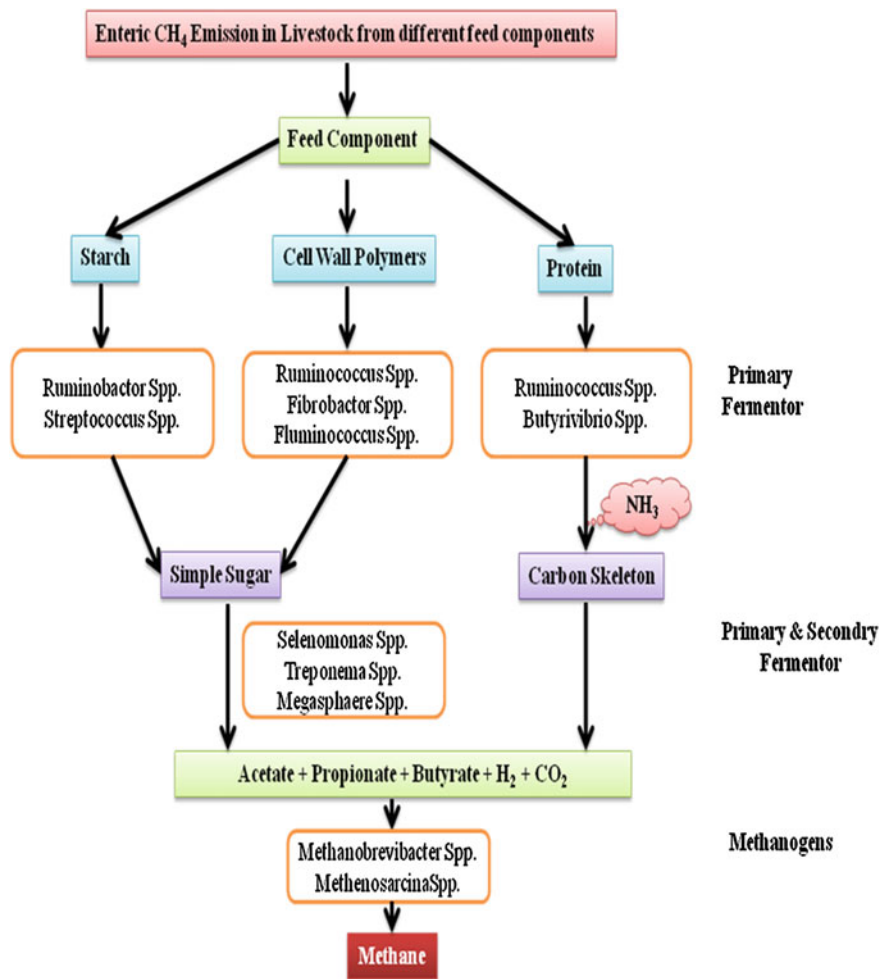 Enteric CH₄ Emission in Livestock from different feed components
Feed Component
Starch
Cell Wall Polymers
Protein
Ruminobactor Spp.
Streptococcus Spp.
Ruminococcus Spp.
Fibrobactor Spp.
Fluminococcus Spp.
Ruminococcus Spp.
Butyrivibrio Spp.
Primary
Fermentor
NH₃
Simple Sugar
Carbon Skeleton
Selenomonas Spp.
Treponema Spp.
Megasphaere Spp.
Primary & Secondry
Fermentor
Acetate + Propionate + Butyrate + H₂ + CO₂
Methanobrevibacter Spp.
MethenosarcinaSpp.
Methanogens
Methane